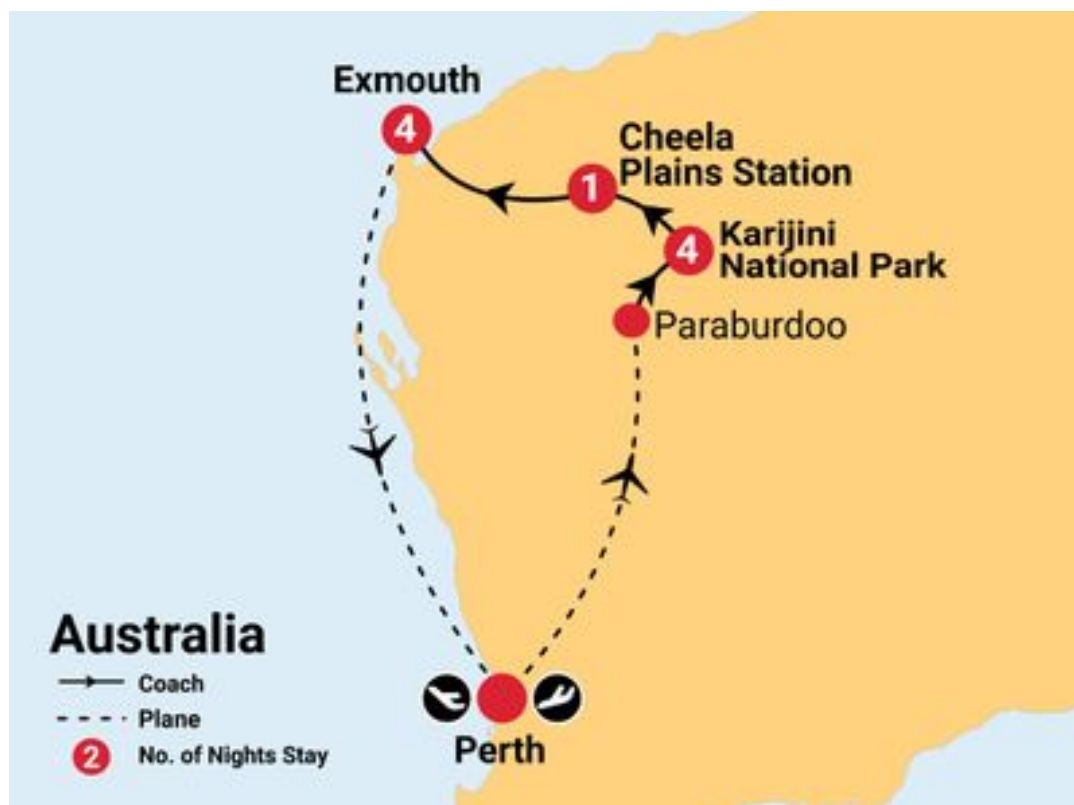 Exmouth
4
Cheela
Plains Station
1
Karijini
National Park
4
Paraburdoo
Australia
Coach
Plane
2 No. of Nights Stay
Perth